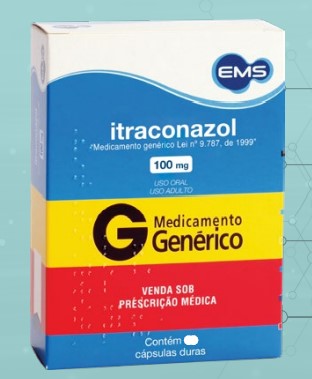 EMS
itraconazol
"Medicamento genérico Lei nº 9.787, de 1999"
100 mg
USO ORAL
USO ADULTO
G Medicamento
Genérico
VENDA SOB
PRESCRIÇÃO MÉDICA
Contém
cápsulas duras